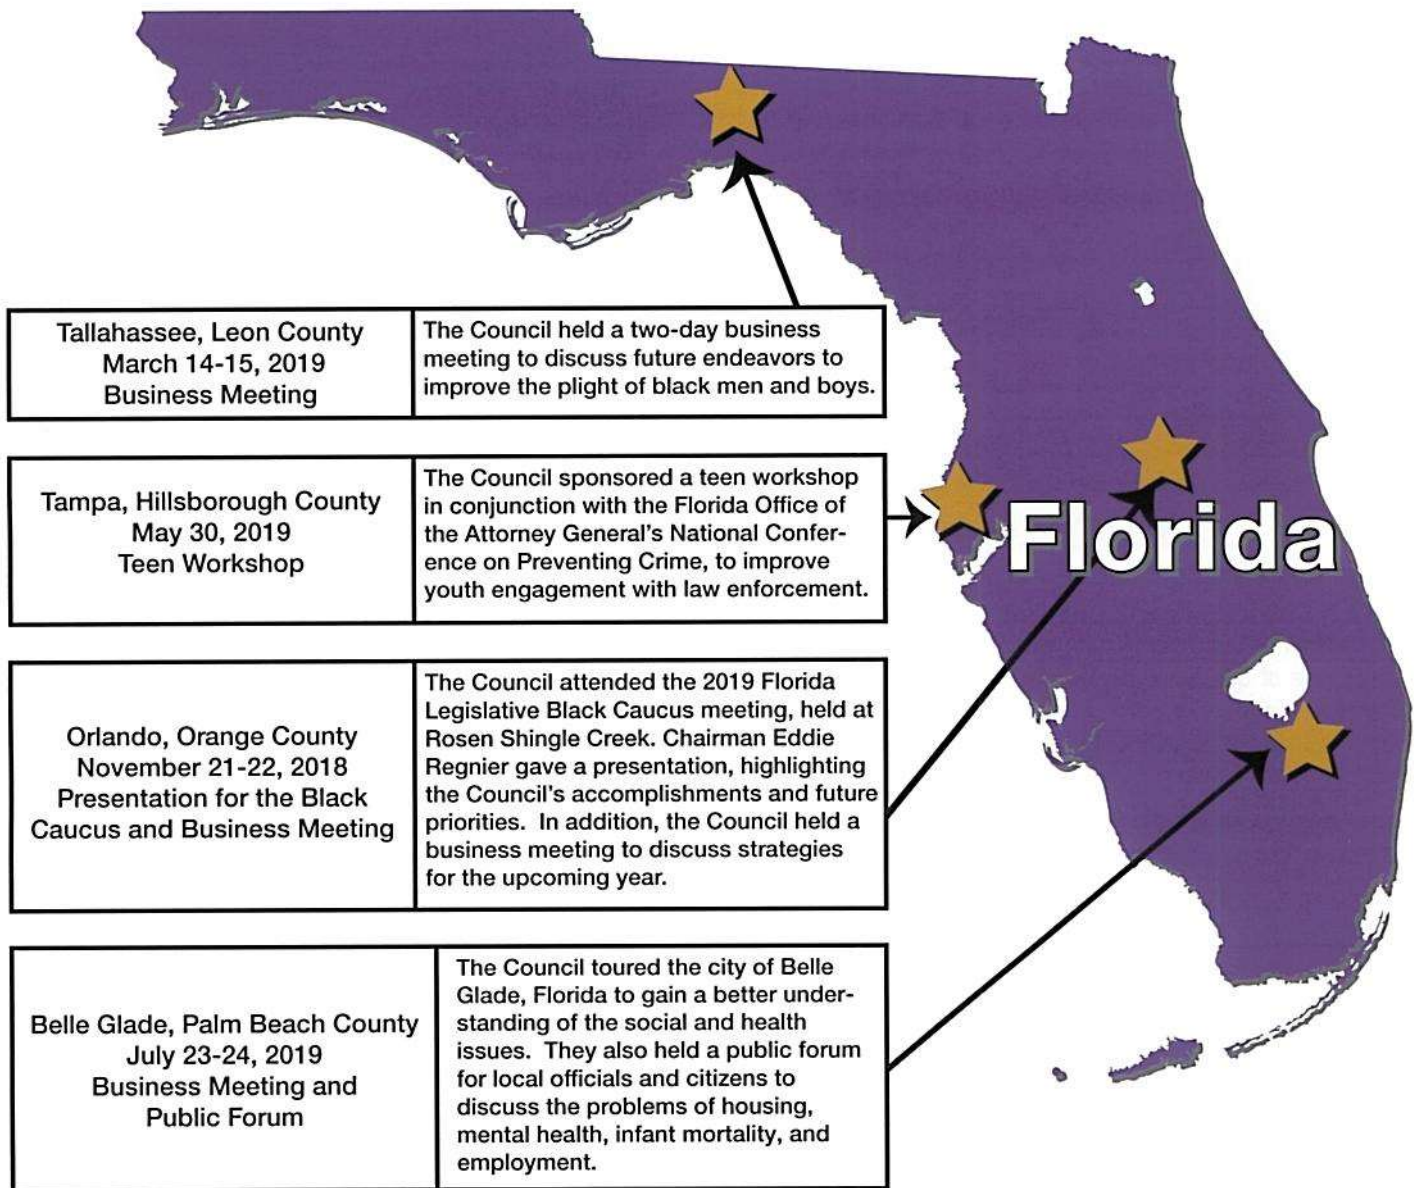 Tallahassee, Leon County
March 14-15, 2019
Business Meeting
The Council held a two-day business
meeting to discuss future endeavors to
improve the plight of black men and boys.
Tampa, Hillsborough County
May 30, 2019
Teen Workshop
The Council sponsored a teen workshop
in conjunction with the Florida Office of
the Attorney General's National Confer-
ence on Preventing Crime, to improve
youth engagement with law enforcement.
Florida
Orlando, Orange County
November 21-22, 2018
Presentation for the Black
Caucus and Business Meeting
The Council attended the 2019 Florida
Legislative Black Caucus meeting, held at
Rosen Shingle Creek. Chairman Eddie
Regnier gave a presentation, highlighting
the Council's accomplishments and future
priorities. In addition, the Council held a
business meeting to discuss strategies
for the upcoming year.
Belle Glade, Palm Beach County
July 23-24, 2019
Business Meeting and
Public Forum
The Council toured the city of Belle
Glade, Florida to gain a better under-
standing of the social and health
issues. They also held a public forum
for local officials and citizens to
discuss the problems of housing,
mental health, infant mortality, and
employment.